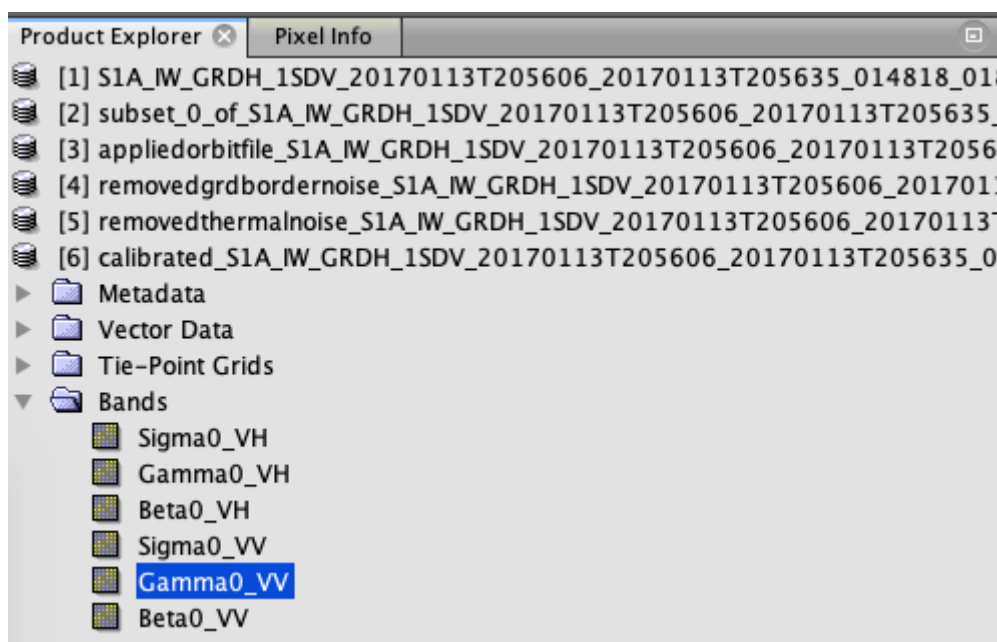 Product Explorer Pixel Info
[1] S1A_IW_GRDH_1SDV_20170113T205606_20170113T205635_014818_018
[2] subset_0_of_S1A_IW_GRDH_1SDV_20170113T205606_20170113T205635_
[3] appliedorbitfile_S1A_IW_GRDH_1SDV_20170113T205606_20170113T2056
[4] removedgrdbordernoise_S1A_IW_GRDH_1SDV_20170113T205606_201701
[5] removedthermalnoise_S1A_IW_GRDH_1SDV_20170113T205606_20170113T
[6] calibrated_S1A_IW_GRDH_1SDV_20170113T205606_20170113T205635_0
Metadata
Vector Data
Tie-Point Grids
Bands
Sigma0_VH
Gamma0_VH
Beta0_VH
Sigma0_VV
Gamma0_VV
Beta0_VV